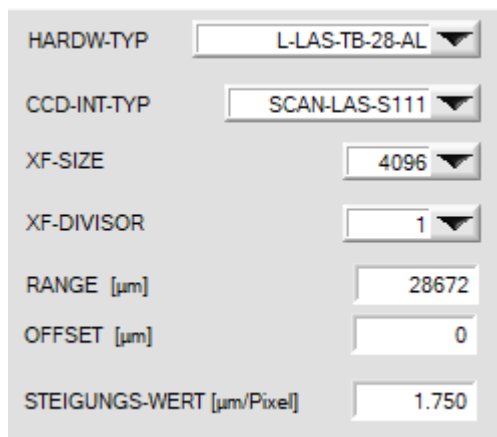 HARDW-TYP L-LAS-TB-28-AL
CCD-INT-TYP SCAN-LAS-S111
XF-SIZE 4096
XF-DIVISOR 1
RANGE [µm] 28672
OFFSET [µm] 0
STEIGUNGS-WERT [µm/Pixel] 1.750